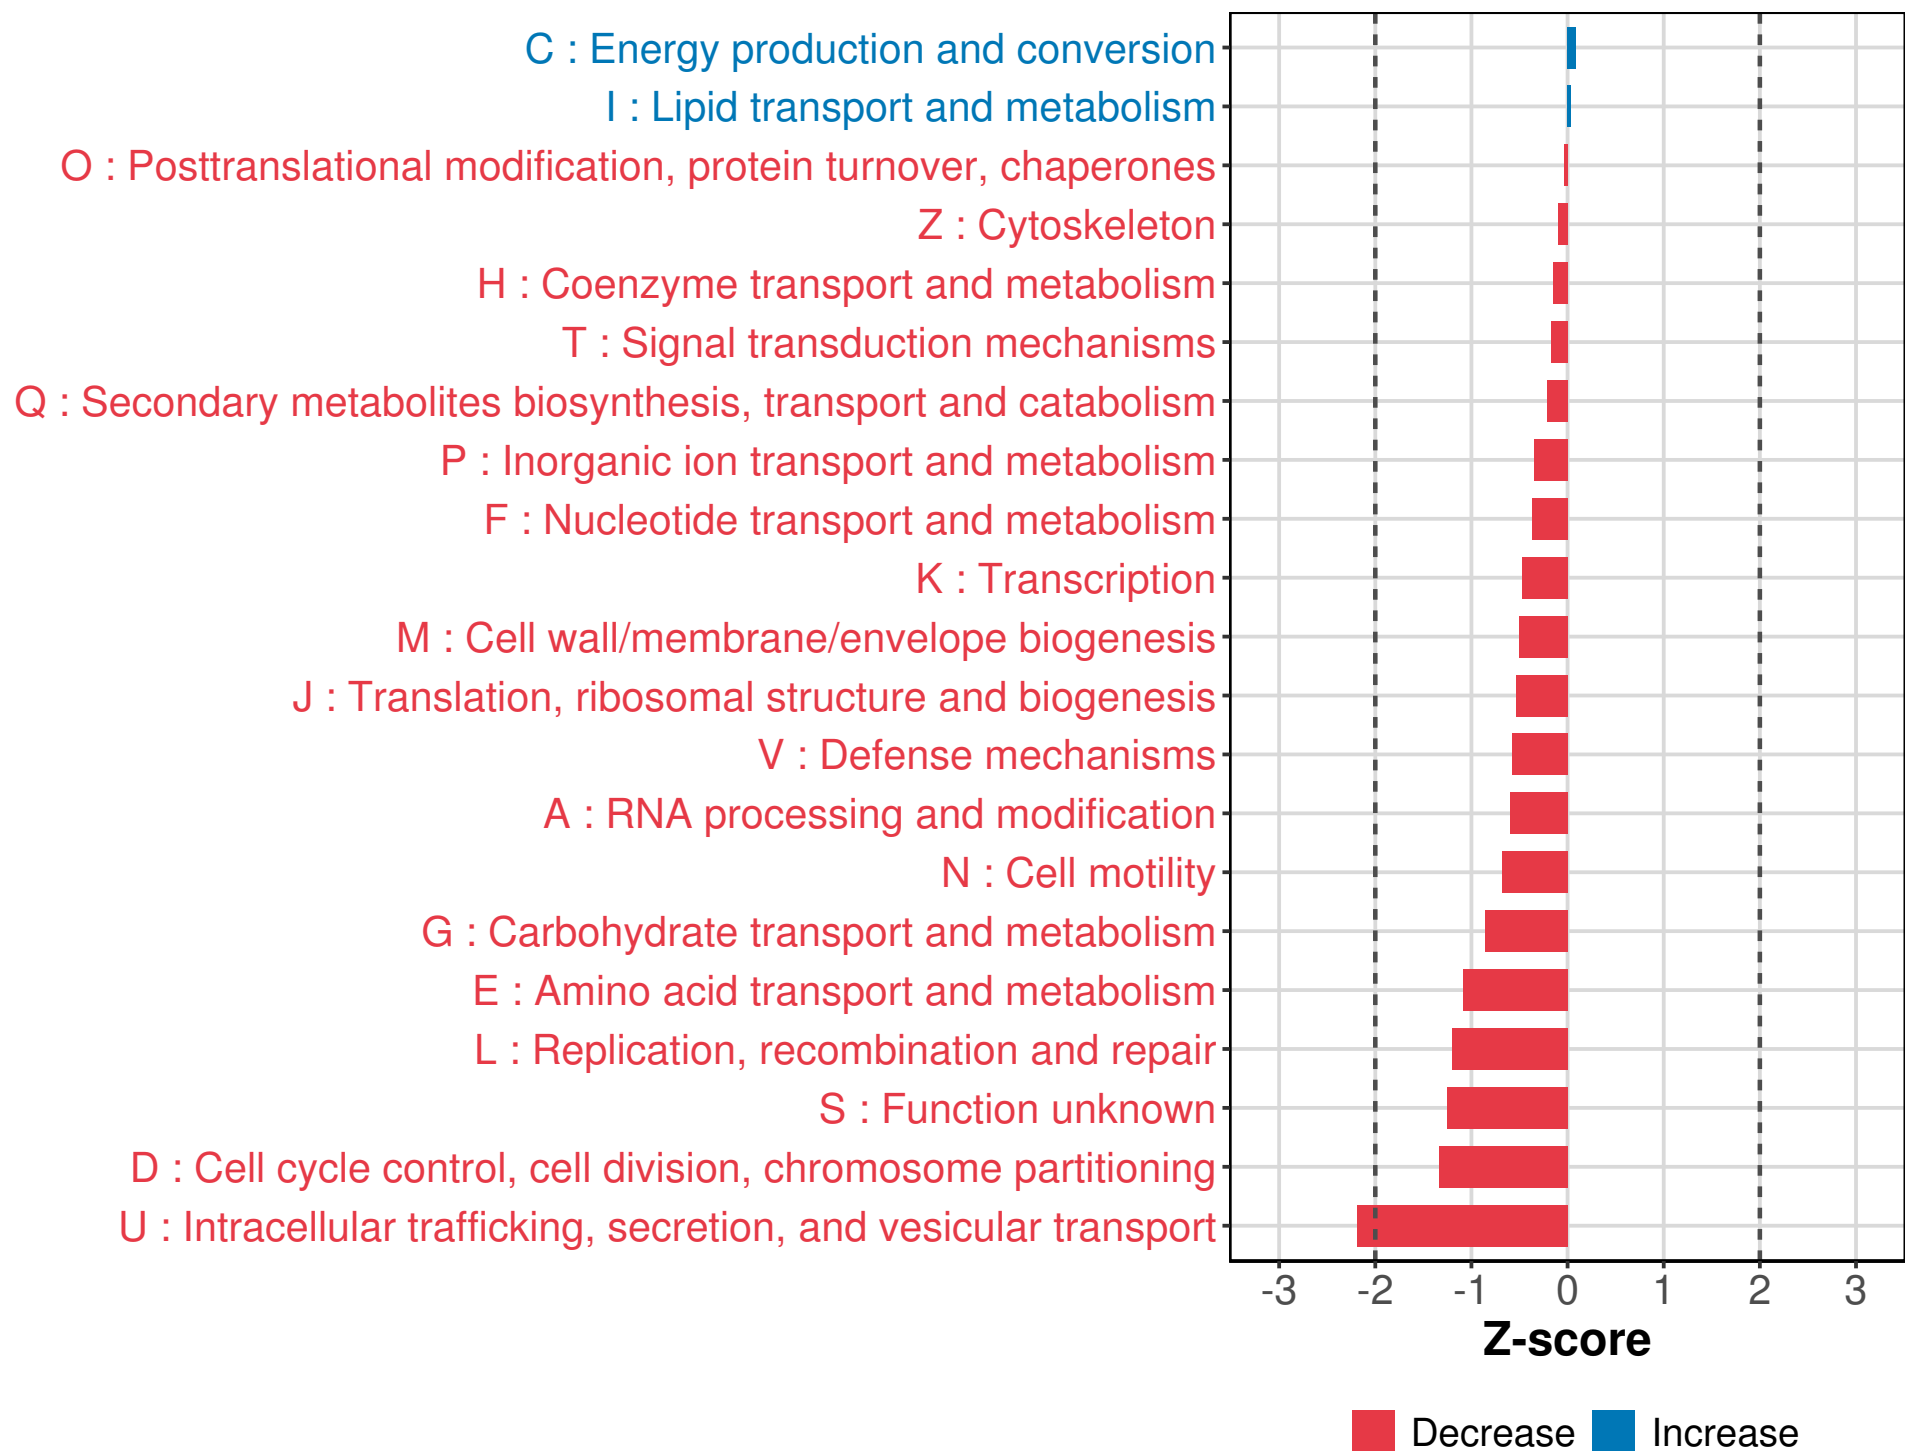 C : Energy production and conversion
I : Lipid transport and metabolism
O : Posttranslational modification, protein turnover, chaperones
Z : Cytoskeleton
H : Coenzyme transport and metabolism
T : Signal transduction mechanisms
Q : Secondary metabolites biosynthesis, transport and catabolism
P : Inorganic ion transport and metabolism
F : Nucleotide transport and metabolism
K : Transcription
M : Cell wall/membrane/envelope biogenesis
J : Translation, ribosomal structure and biogenesis
V : Defense mechanisms
A : RNA processing and modification
N : Cell motility
G : Carbohydrate transport and metabolism
E : Amino acid transport and metabolism
L : Replication, recombination and repair
S : Function unknown
D : Cell cycle control, cell division, chromosome partitioning
U : Intracellular trafficking, secretion, and vesicular transport
-3 -2 -1 0 1 2 3
Z-score
Decrease Increase